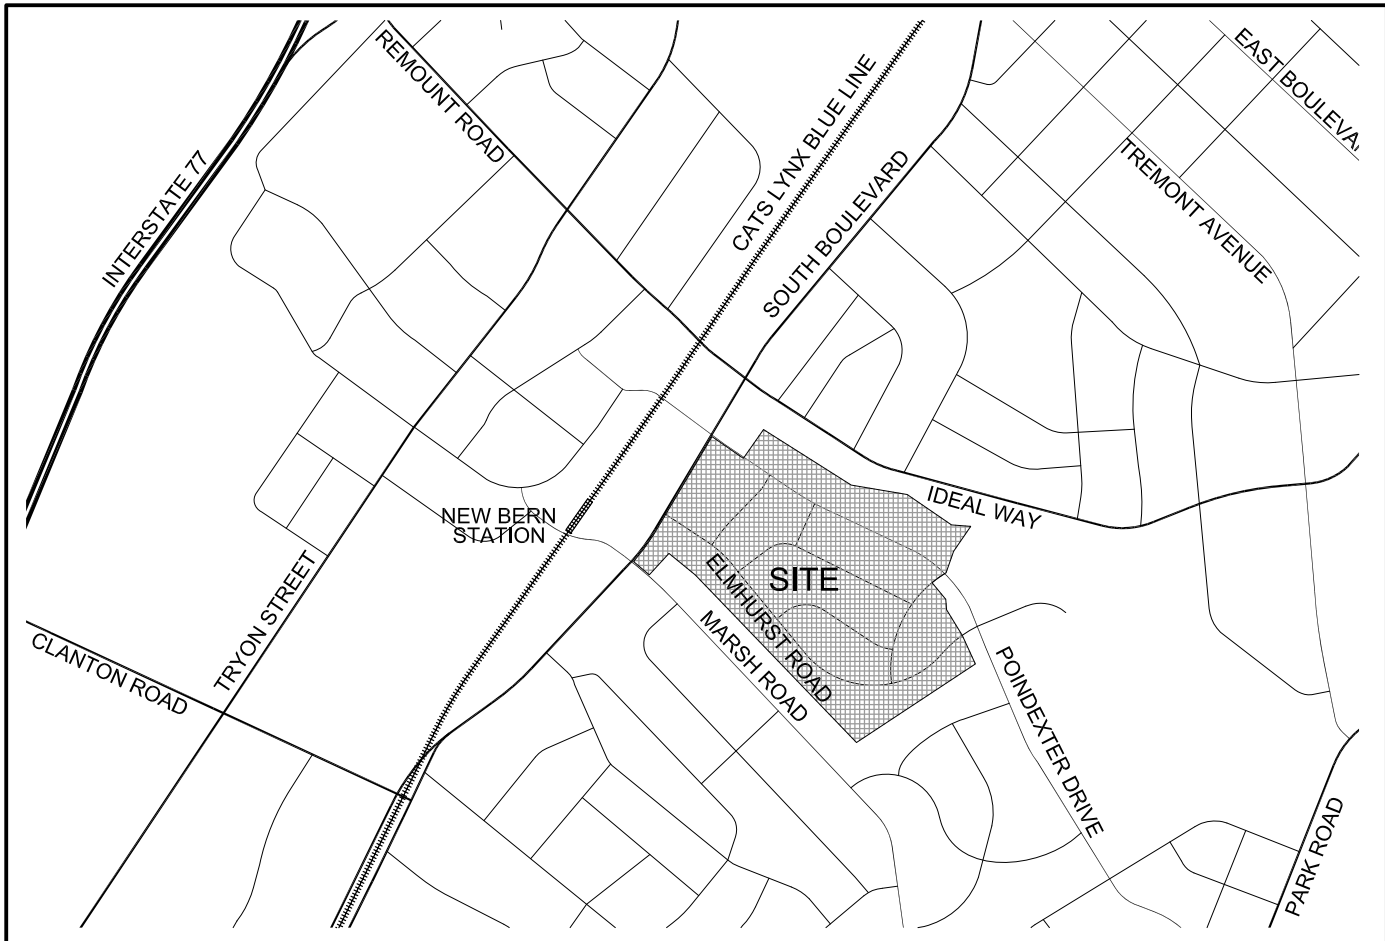 REMOUNT ROAD
EAST BOULEVA
CATS LYNX BLUE LINE
INTERSTATE 77
TREMONT AVENUE
SOUTH BOULEVARD
NEW BERN
STATION
IDEAL WAY
SITE
ELMHURST ROAD
TRYON STREET
MARSH ROAD
CLANTON ROAD
POINDEXTER DRIVE
PARK ROAD